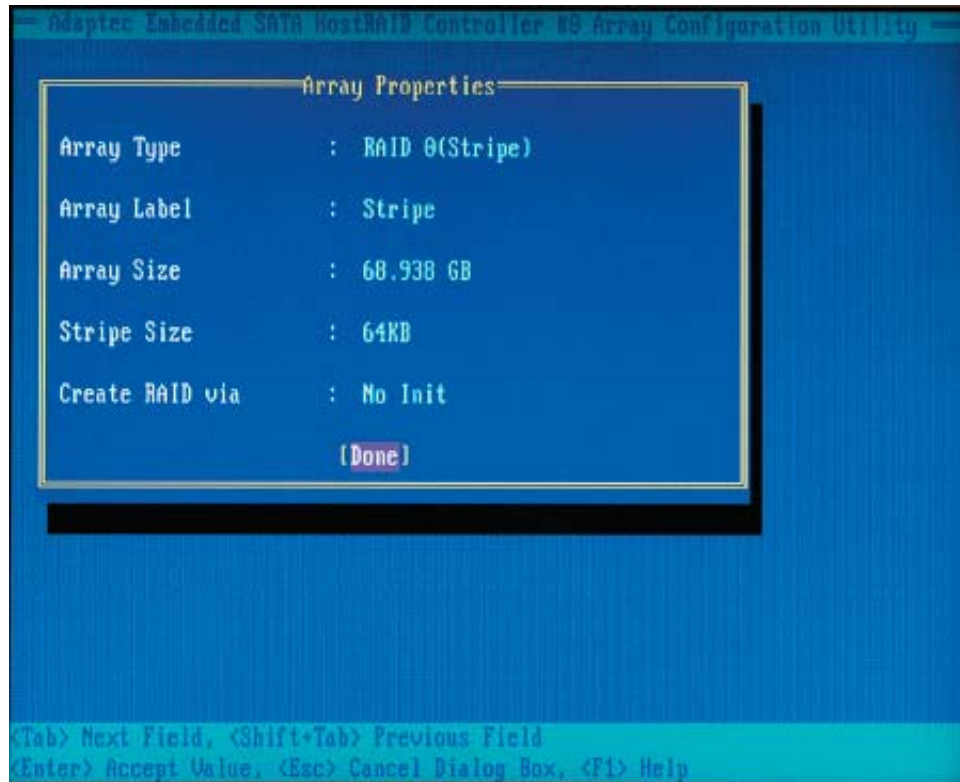 Adaptec Embedded SATA HostRAID Controller #8 Array Configuration Utility
Array Properties
Array Type : RAID 0(Stripe)
Array Label : Stripe
Array Size : 68.938 GB
Stripe Size : 64KB
Create RAID via : No Init
[Done]
<Tab> Next Field, <Shift+Tab> Previous Field
<Enter> Accept Value, <Esc> Cancel Dialog Box, <F1> Help